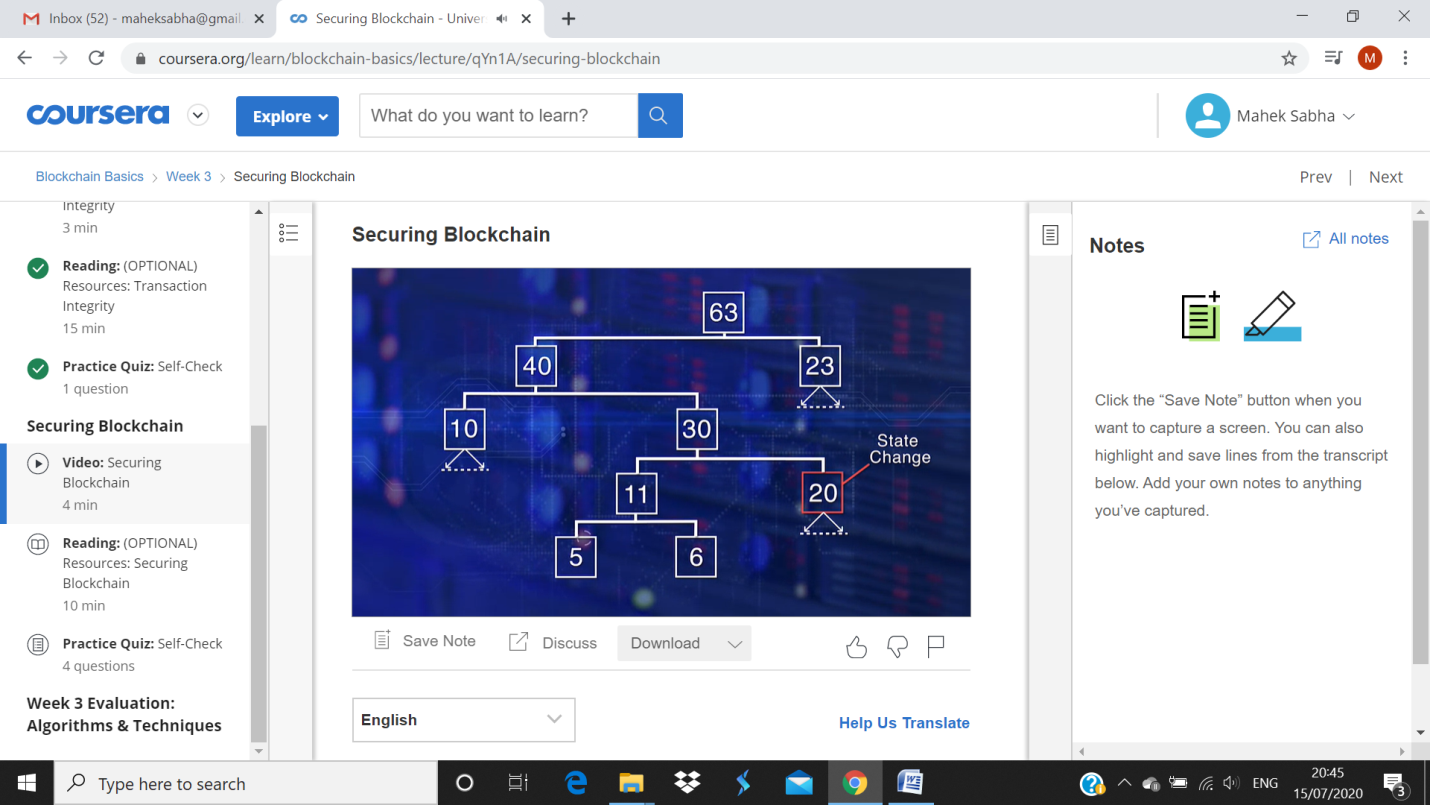 Inbox (52) - maheksabha@gmail.
Securing Blockchain - Univer
coursera.org/learn/blockchain-basics/lecture/qYn1A/securing-blockchain
M
coursera
Explore
What do you want to learn?
Mahek Sabha
Blockchain Basics > Week 3 > Securing Blockchain
Prev | Next
Integrity
3 min
Reading: (OPTIONAL)
Resources: Transaction
Integrity
15 min
Practice Quiz: Self-Check
1 question
Securing Blockchain
Video: Securing
Blockchain
4 min
Reading: (OPTIONAL)
Resources: Securing
Blockchain
10 min
Practice Quiz: Self-Check
4 questions
Week 3 Evaluation:
Algorithms & Techniques
Securing Blockchain
63
40 23
10 30
State
Change
11 20
5 6
Save Note
Discuss
Download
English
Help Us Translate
Notes
All notes
Click the “Save Note” button when you
want to capture a screen. You can also
highlight and save lines from the transcript
below. Add your own notes to anything
you’ve captured.
Type here to search
ENG
20:45
15/07/2020
3